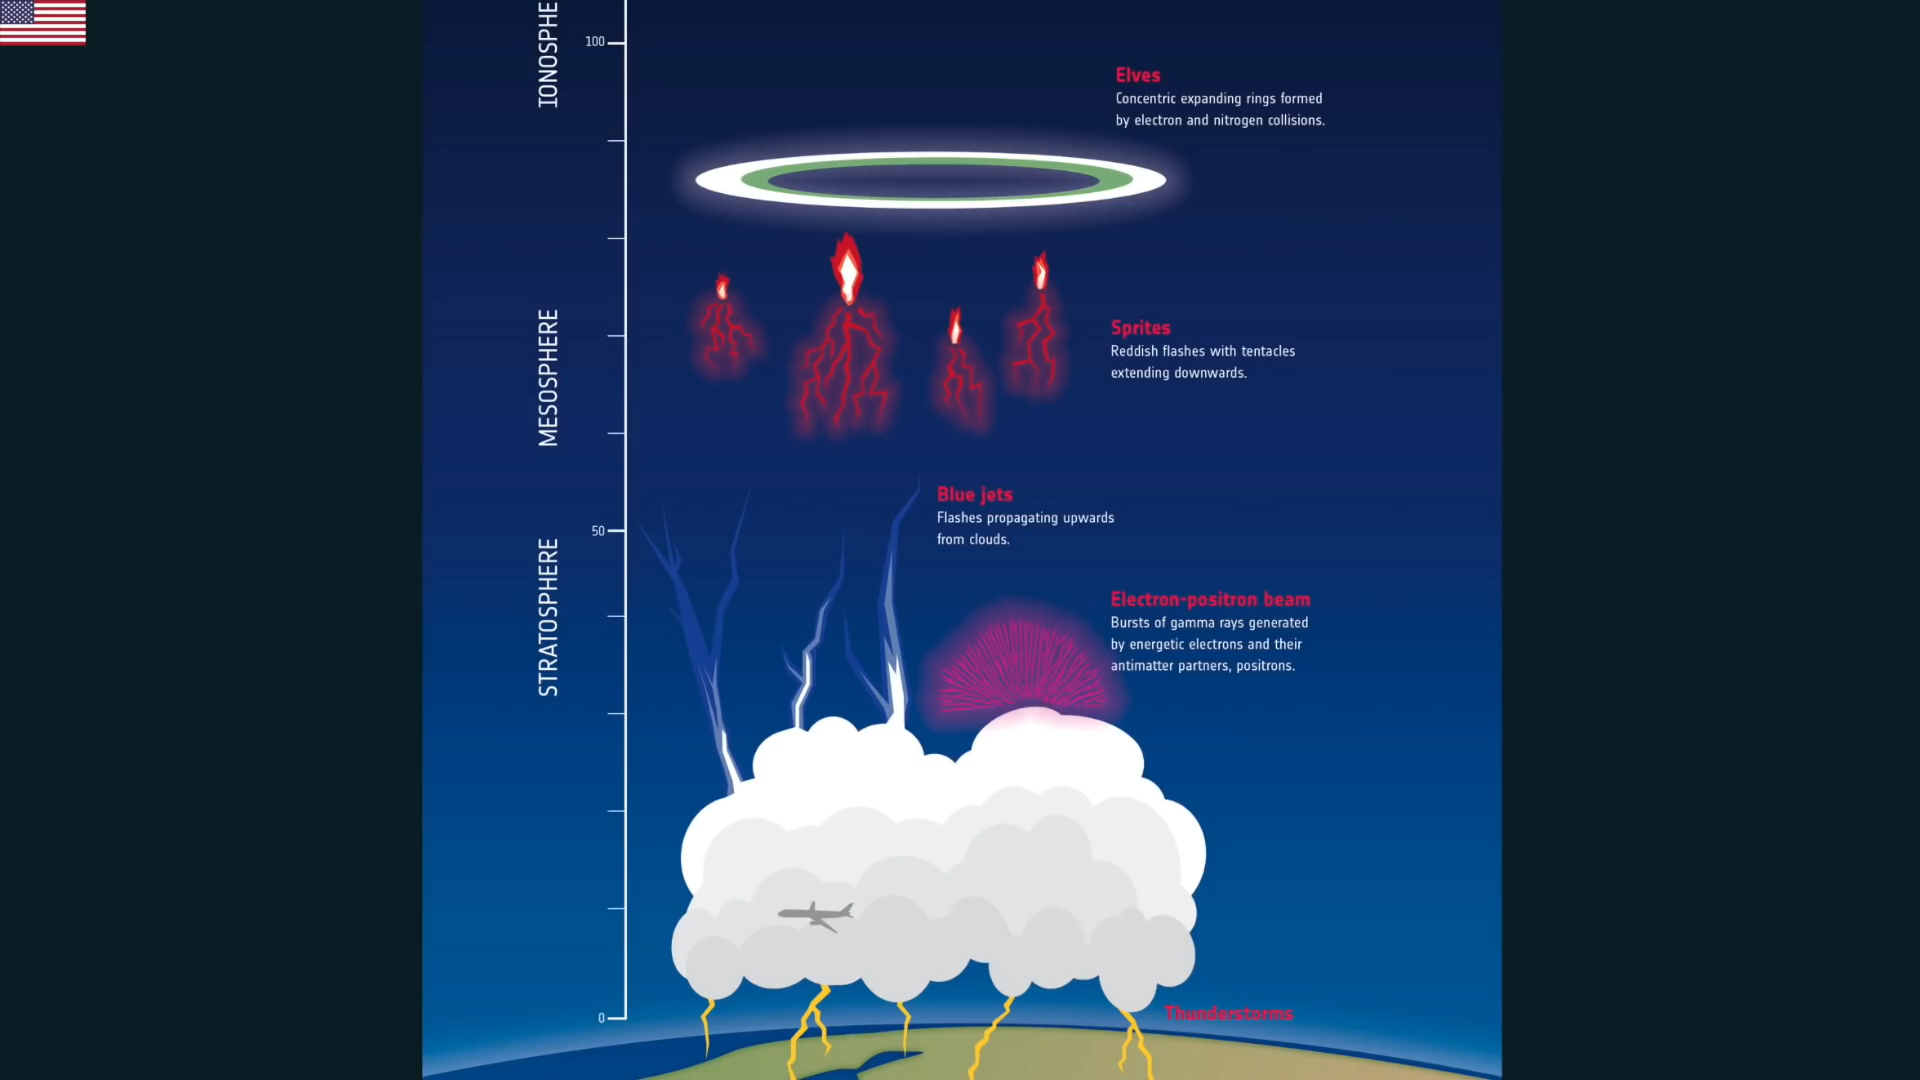 IONOSPHE
100
Elves
Concentric expanding rings formed
by electron and nitrogen collisions.
MESOSPHERE
Sprites
Reddish flashes with tentacles
extending downwards.
Blue jets
Flashes propagating upwards
from clouds.
50
STRATOSPHERE
Electron-positron beam
Bursts of gamma rays generated
by energetic electrons and their
antimatter partners, positrons.
Thunderstorms
0